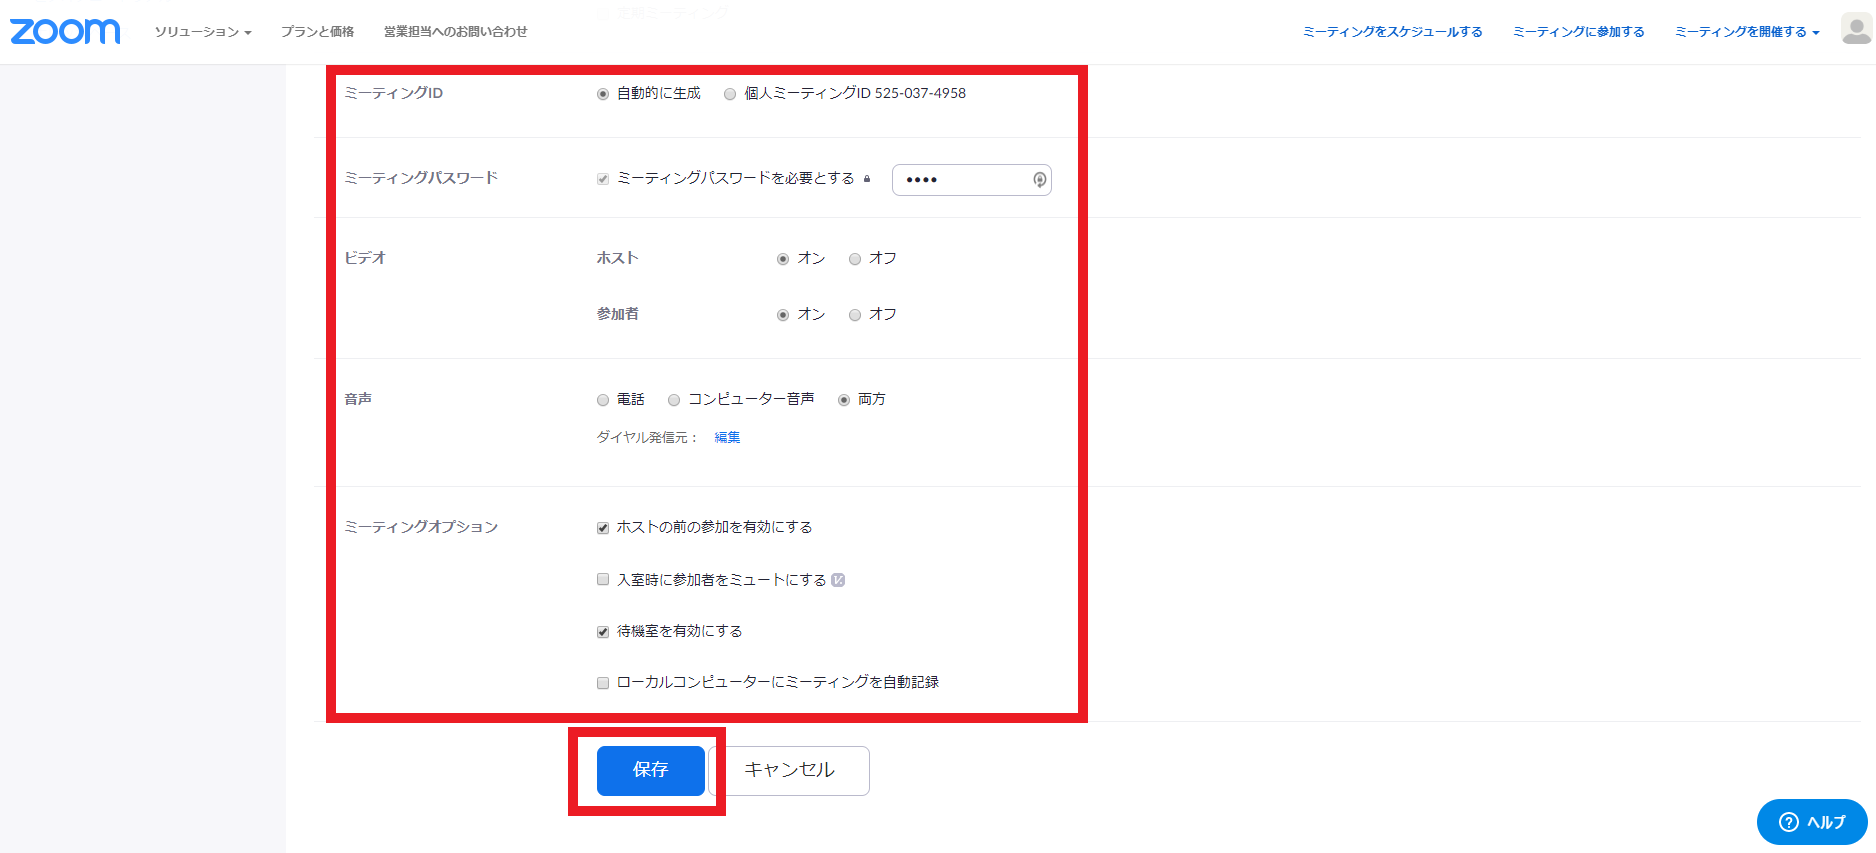 定期ミーティング
zoom ソリューション プランと価格 営業担当へのお問い合わせ ミーティングをスケジュールする ミーティングに参加する ミーティングを開催する
ミーティングID 自動的に生成 個人ミーティングID 525-037-4958
ミーティングパスワード ミーティングパスワードを必要とする ••••
ビデオ ホスト オン オフ
参加者 オン オフ
音声 電話 コンピューター音声 両方
ダイヤル発信元： 編集
ミーティングオプション ホストの前の参加を有効にする
入室時に参加者をミュートにする
待機室を有効にする
ローカルコンピューターにミーティングを自動記録
保存 キャンセル
ヘルプ